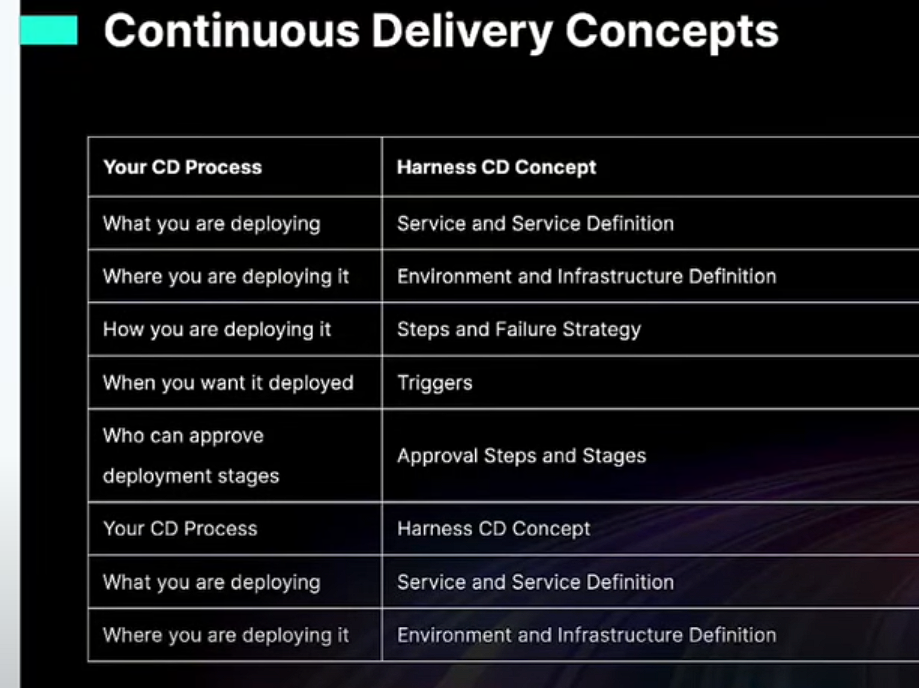 Continuous Delivery Concepts
Your CD Process
Harness CD Concept
What you are deploying
Service and Service Definition
Where you are deploying it
Environment and Infrastructure Definition
How you are deploying it
Steps and Failure Strategy
When you want it deployed
Triggers
Who can approve
deployment stages
Approval Steps and Stages
Your CD Process
Harness CD Concept
What you are deploying
Service and Service Definition
Where you are deploying it
Environment and Infrastructure Definition